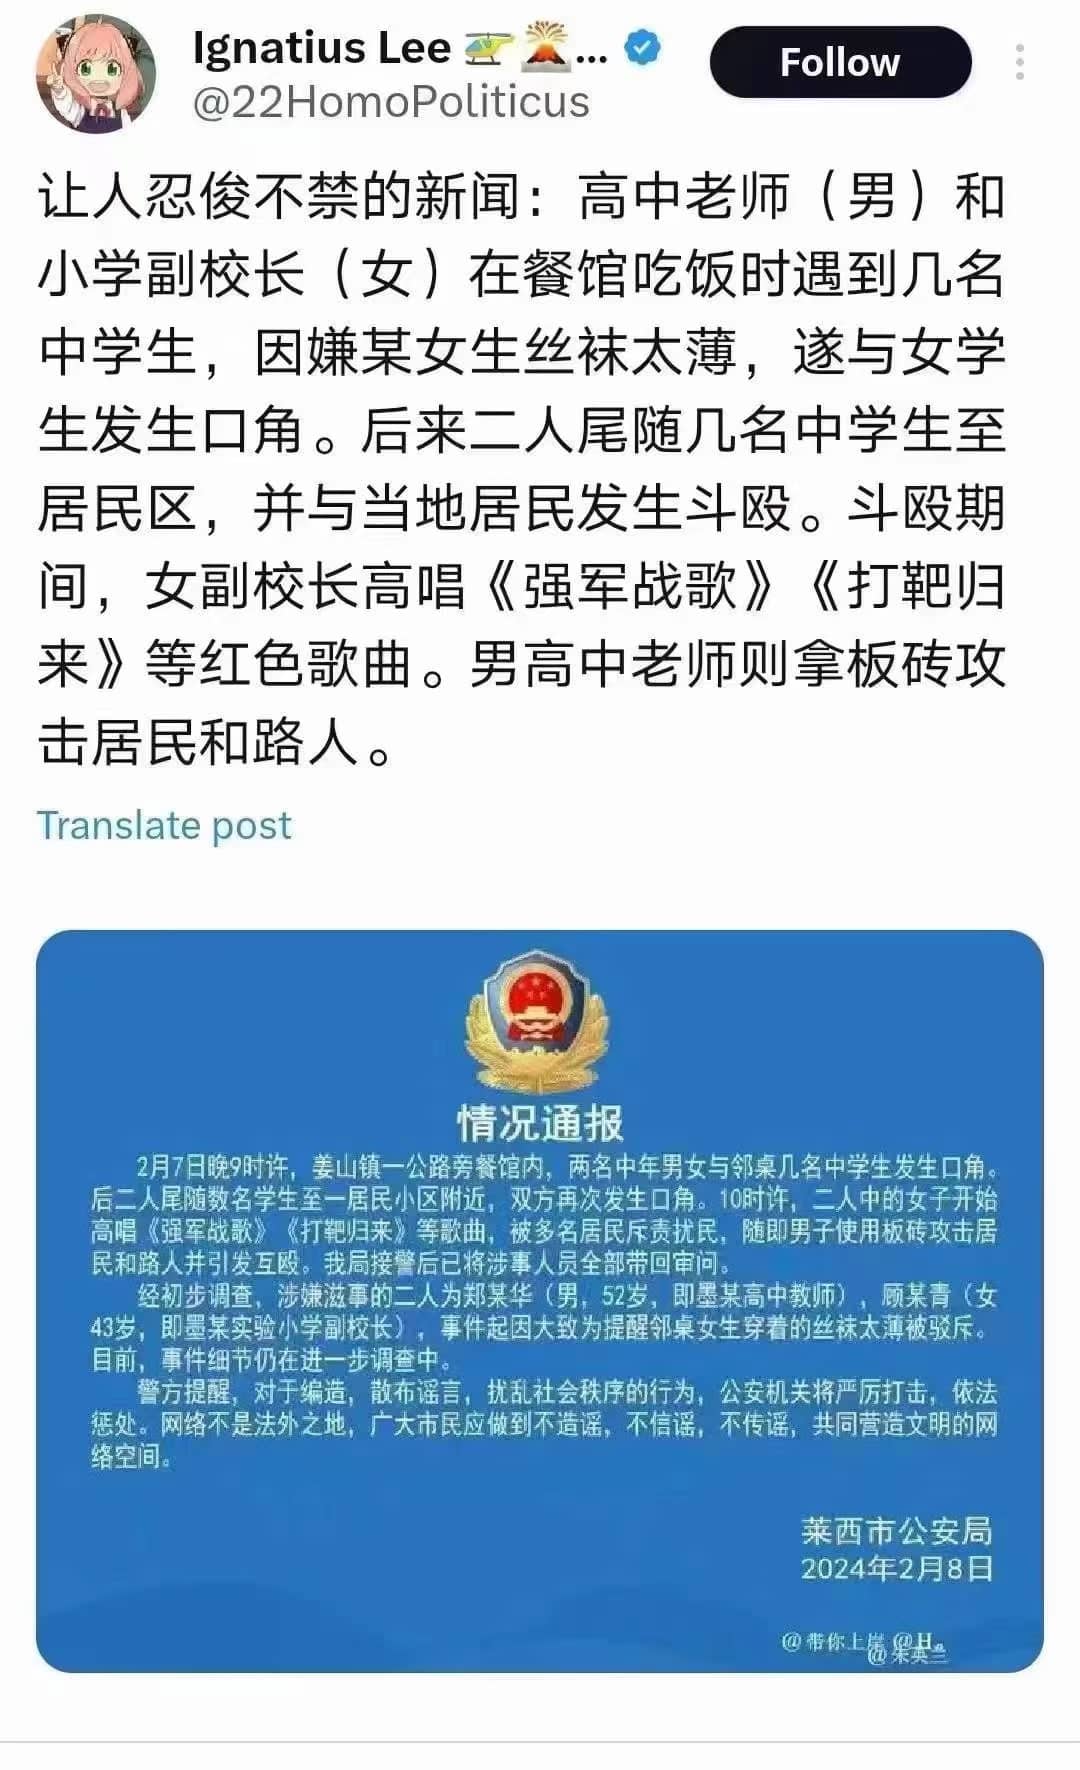 Ignatius Lee 🚁🌋...
Follow
@22HomoPoliticus
让人忍俊不禁的新闻：高中老师（男）和
小学副校长（女）在餐馆吃饭时遇到几名
中学生，因嫌某女生丝袜太薄，遂与女学
生发生口角。后来二人尾随几名中学生至
居民区，并与当地居民发生斗殴。斗殴期
间，女副校长高唱《强军战歌》《打靶归
来》等红色歌曲。男高中老师则拿板砖攻
击居民和路人。
Translate post
情况通报
2月7日晚9时许，姜山镇一公路旁餐馆内，两名中年男女与邻桌几名中学生发生口角。
后二人尾随数名学生至一居民小区附近，双方再次发生口角。10时许，二人中的女子开始
高唱《强军战歌》《打靶归来》等歌曲，被多名居民斥责扰民，随即男子使用板砖攻击居
民和路人并引发互殴。我局接警后已将涉事人员全部带回审问。
经初步调查，涉嫌滋事的二人为郑某华（男，52岁，即墨某高中教师），顾某青（女
43岁，即墨某实验小学副校长），事件起因大致为提醒邻桌女生穿着的丝袜太薄被驳斥。
目前，事件细节仍在进一步调查中。
警方提醒，对于编造，散布谣言，扰乱社会秩序的行为，公安机关将严厉打击，依法
惩处。网络不是法外之地，广大市民应做到不造谣，不信谣，不传谣，共同营造文明的网
络空间。
莱西市公安局
2024年2月8日
@带你上岸 @H
@朱英兰